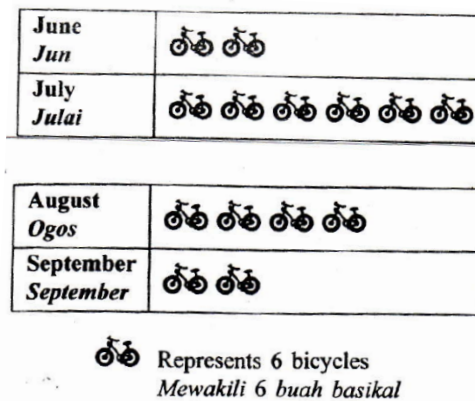 June
Jun
July
Julai
August
Ogos
September
September
Represents 6 bicycles
Mewakili 6 buah basikal